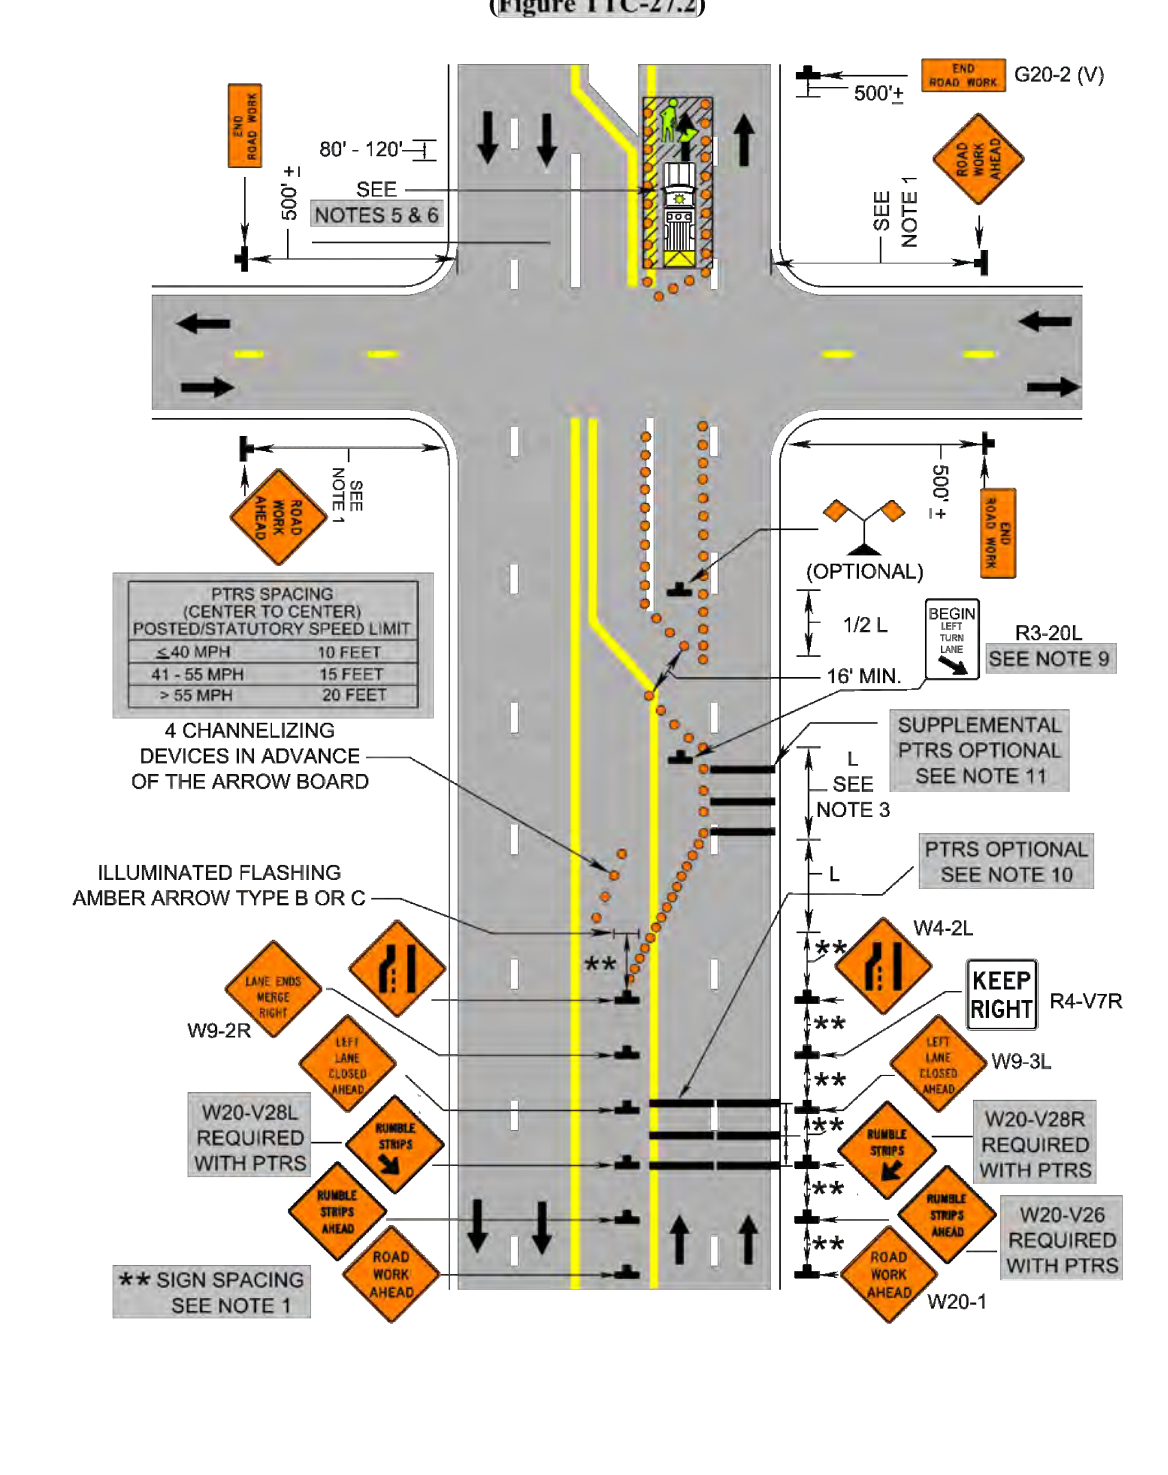 (Figure TTC-27.2)
END
ROAD WORK
G20-2 (V)
500'±
END
ROAD WORK
ROAD
WORK
AHEAD
80' - 120'
SEE
NOTES 5 & 6
500' ±
SEE
NOTE 1
SEE
NOTE 1
ROAD
WORK
AHEAD
500'±
END
ROAD WORK
(OPTIONAL)
PTRS SPACING
(CENTER TO CENTER)
POSTED/STATUTORY SPEED LIMIT
≤40 MPH 10 FEET
41 - 55 MPH 15 FEET
> 55 MPH 20 FEET
1/2 L
BEGIN
LEFT
TURN
LANE
R3-20L
SEE NOTE 9
16' MIN.
4 CHANNELIZING
DEVICES IN ADVANCE
OF THE ARROW BOARD
SUPPLEMENTAL
PTRS OPTIONAL
SEE NOTE 11
L
SEE
NOTE 3
PTRS OPTIONAL
SEE NOTE 10
L
ILLUMINATED FLASHING
AMBER ARROW TYPE B OR C
**
**
W4-2L
LANE ENDS
MERGE
RIGHT
W9-2R
KEEP
RIGHT
R4-V7R
**
LEFT
LANE
CLOSED
AHEAD
**
LEFT
LANE
CLOSED
AHEAD
W9-3L
W20-V28L
REQUIRED
WITH PTRS
RUMBLE
STRIPS
**
RUMBLE
STRIPS
W20-V28R
REQUIRED
WITH PTRS
RUMBLE
STRIPS
AHEAD
**
RUMBLE
STRIPS
AHEAD
W20-V26
REQUIRED
WITH PTRS
** SIGN SPACING
SEE NOTE 1
ROAD
WORK
AHEAD
**
ROAD
WORK
AHEAD
W20-1